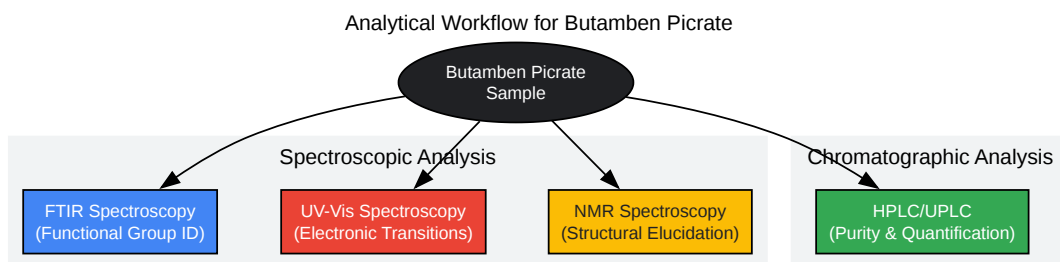 Analytical Workflow for Butamben Picrate
Butamben Picrate
Sample
Spectroscopic Analysis
Chromatographic Analysis
FTIR Spectroscopy
(Functional Group ID)
UV-Vis Spectroscopy
(Electronic Transitions)
NMR Spectroscopy
(Structural Elucidation)
HPLC/UPLC
(Purity & Quantification)